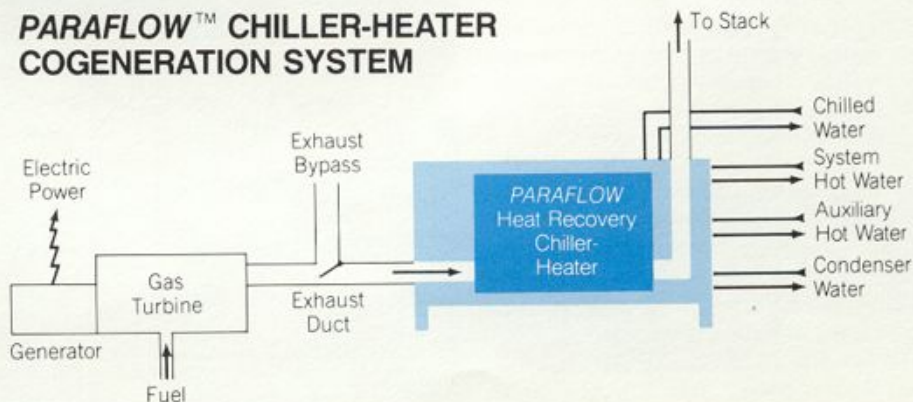 PARAFLOW™ CHILLER-HEATER
COGENERATION SYSTEM
To Stack
Chilled
Water
System
Hot Water
Auxiliary
Hot Water
Condenser
Water
Exhaust
Bypass
Electric
Power
PARAFLOW
Heat Recovery
Chiller-
Heater
Gas
Turbine
Exhaust
Duct
Generator
Fuel